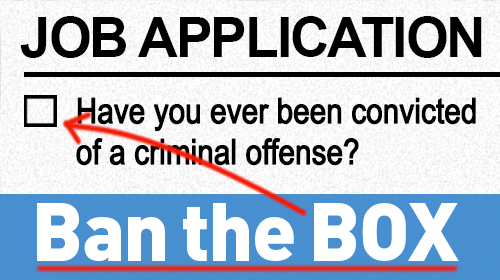 JOB APPLICATION
Have you ever been convicted
of a criminal offense?
Ban the BOX